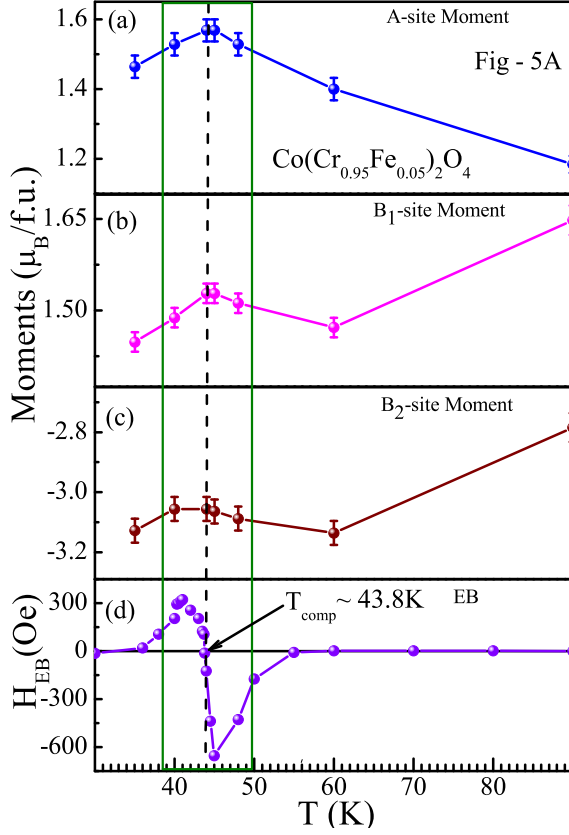 (a)
A-site Moment
Fig - 5A
Co(Cr0.95Fe0.05)2O4
1.6
1.4
1.2
(b)
B1-site Moment
1.65
1.50
Moments (μB/f.u.)
(c)
B2-site Moment
-2.8
-3.0
-3.2
(d)
Tcomp ~ 43.8K
EB
300
0
-300
-600
HEB(Oe)
40
50
60
70
80
T (K)